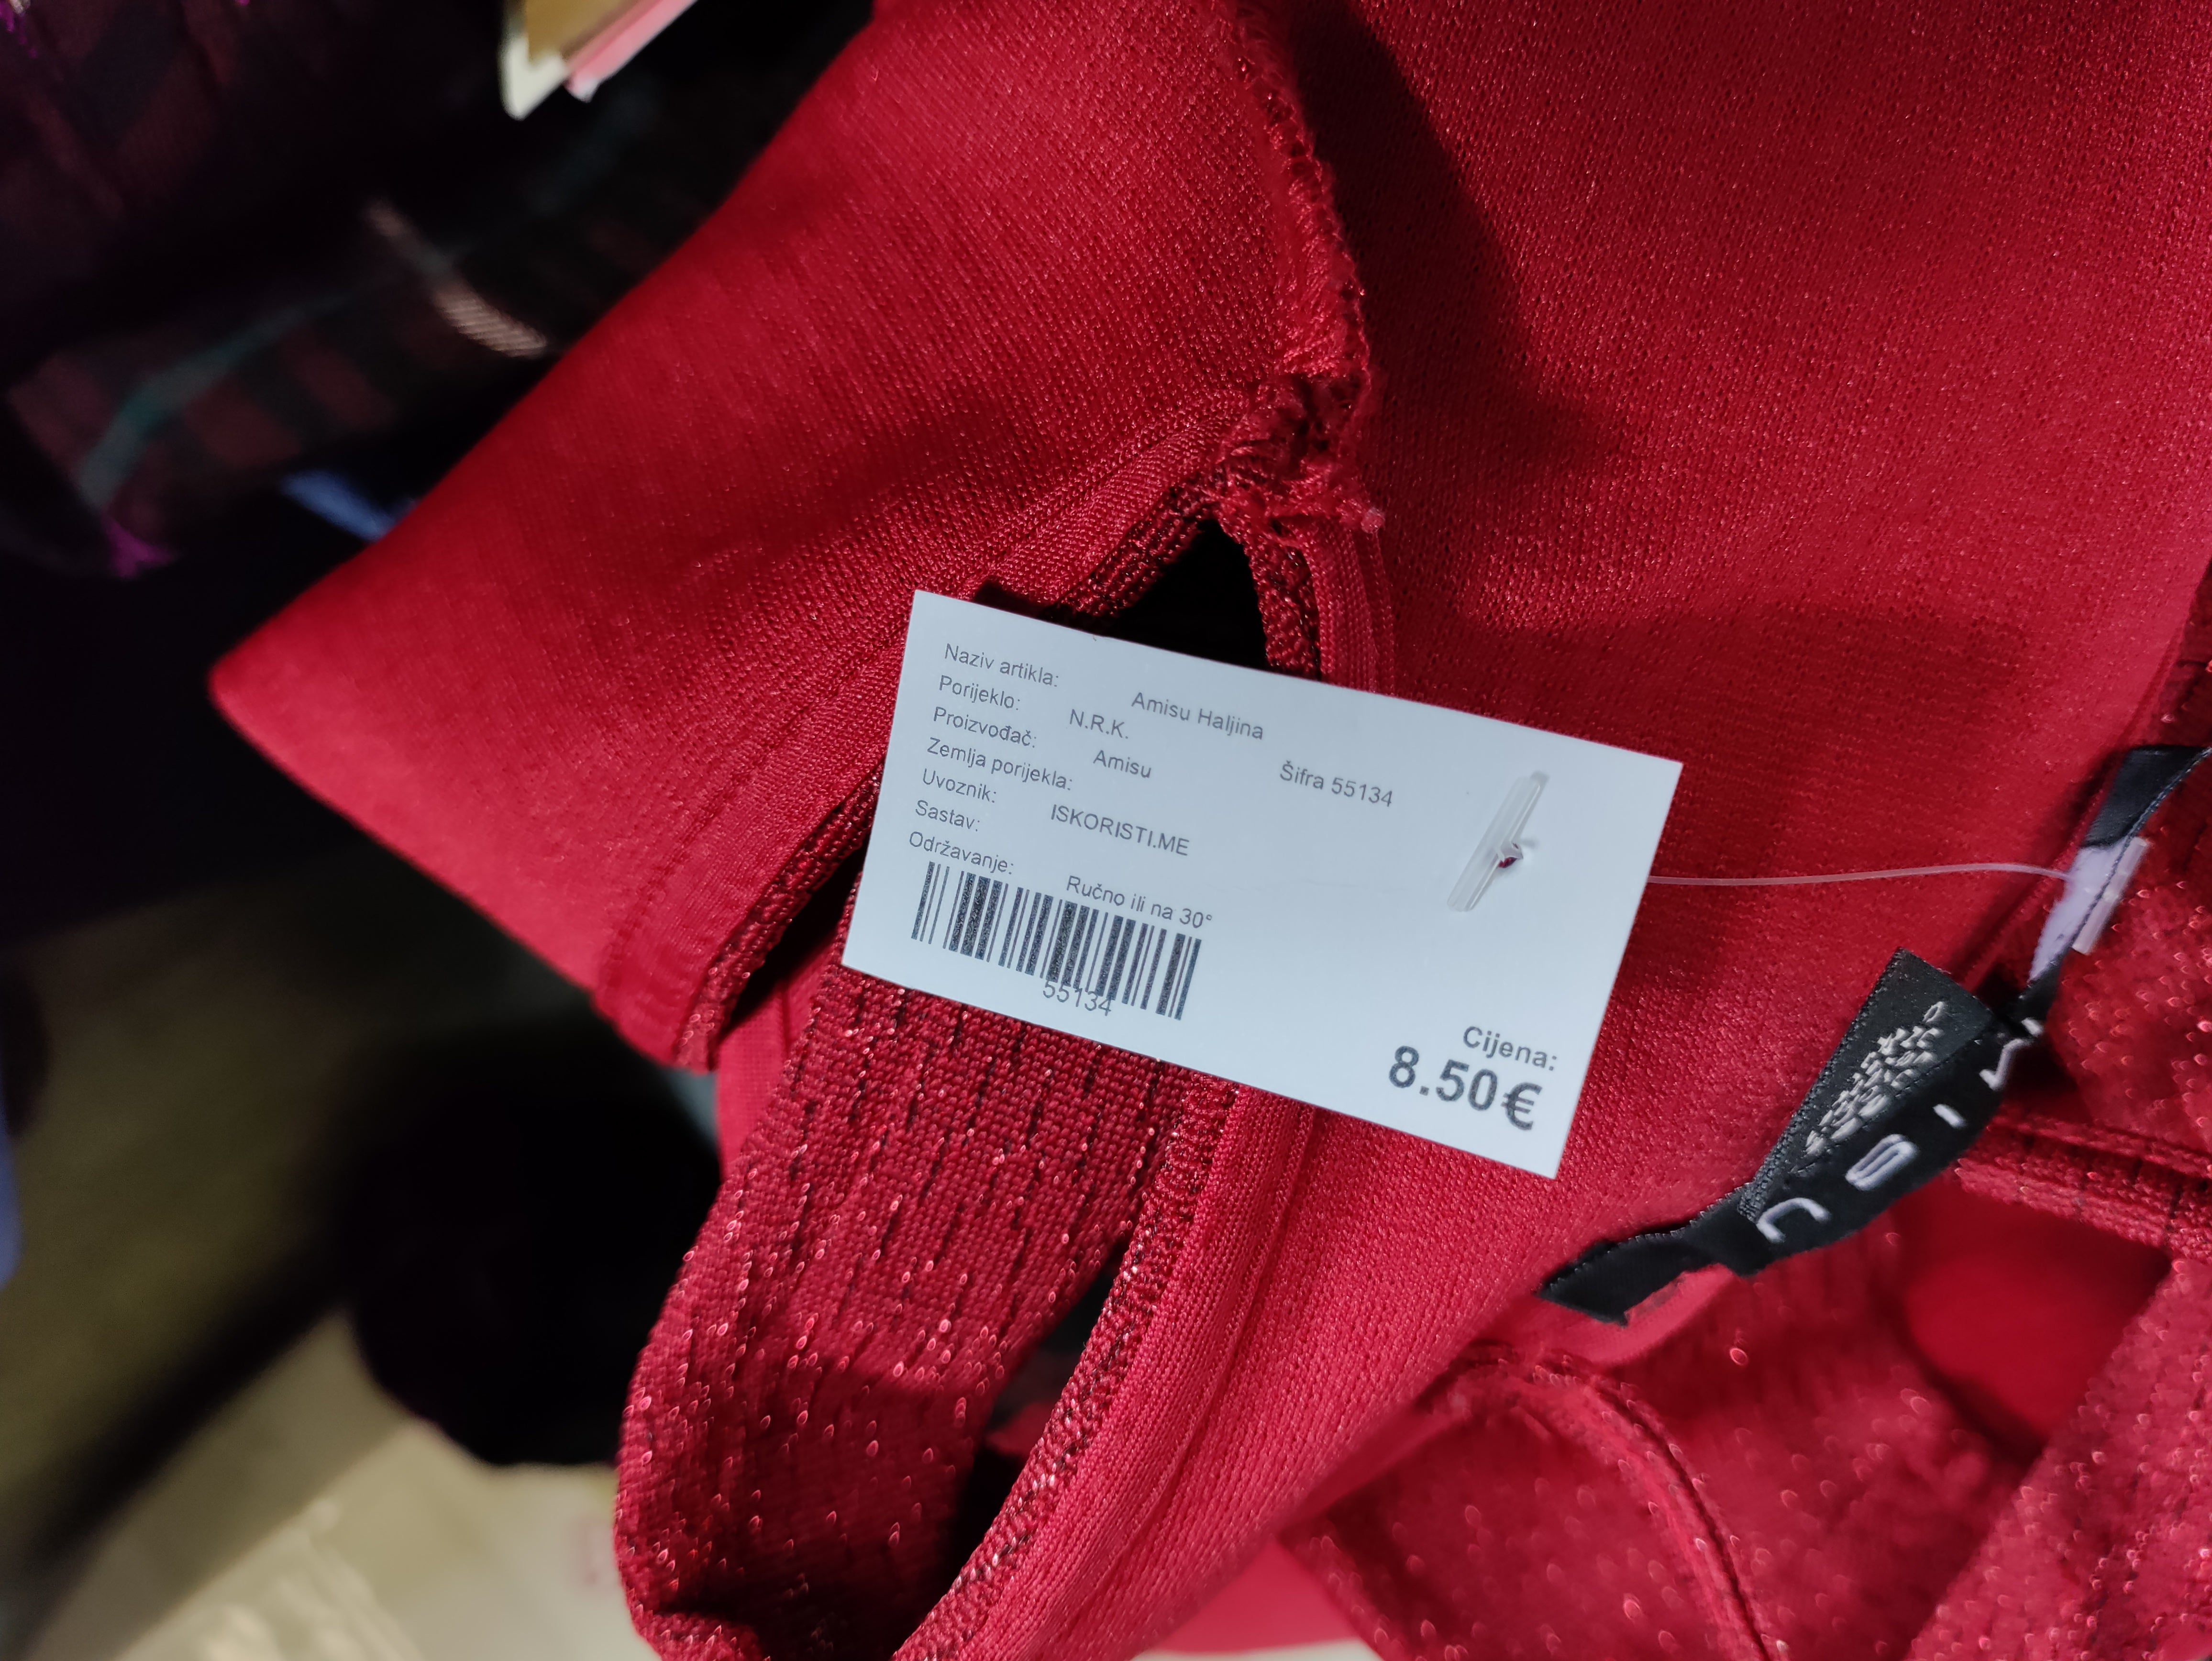 Naziv artikla: Amisu Haljina
Porijeklo: N.R.K.
Proizvođač: Amisu Šifra 55134
Zemlja porijekla:
Uvoznik: ISKORISTI.ME
Sastav:
Održavanje: Ručno ili na 30°
55134
Cijena:
8.50€